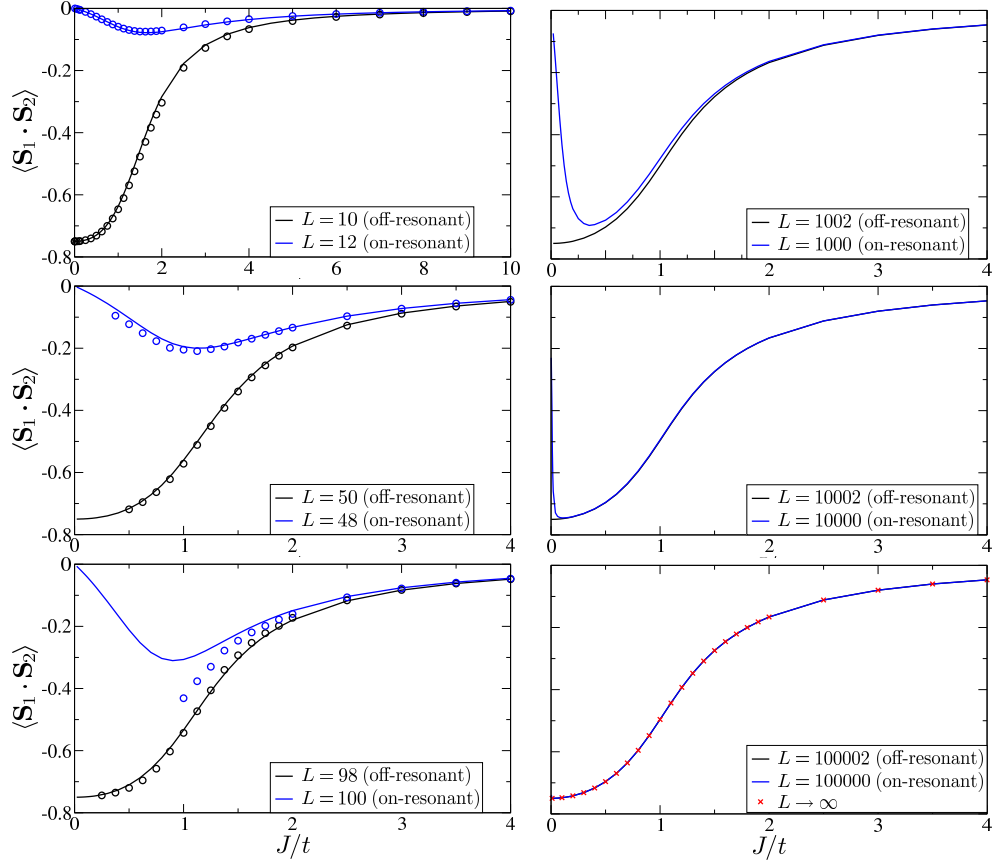 0
-0.2
-0.4
-0.6
-0.8
⟨S₁ · S₂⟩
0 2 4 6 8 10
L = 10 (off-resonant)
L = 12 (on-resonant)
0 1 2 3 4
L = 1002 (off-resonant)
L = 1000 (on-resonant)
0
-0.2
-0.4
-0.6
-0.8
⟨S₁ · S₂⟩
0 1 2 3 4
L = 50 (off-resonant)
L = 48 (on-resonant)
0 1 2 3 4
L = 10002 (off-resonant)
L = 10000 (on-resonant)
0
-0.2
-0.4
-0.6
-0.8
⟨S₁ · S₂⟩
0 1 2 3 4
J/t
L = 98 (off-resonant)
L = 100 (on-resonant)
0 1 2 3 4
J/t
L = 100002 (off-resonant)
L = 100000 (on-resonant)
L → ∞